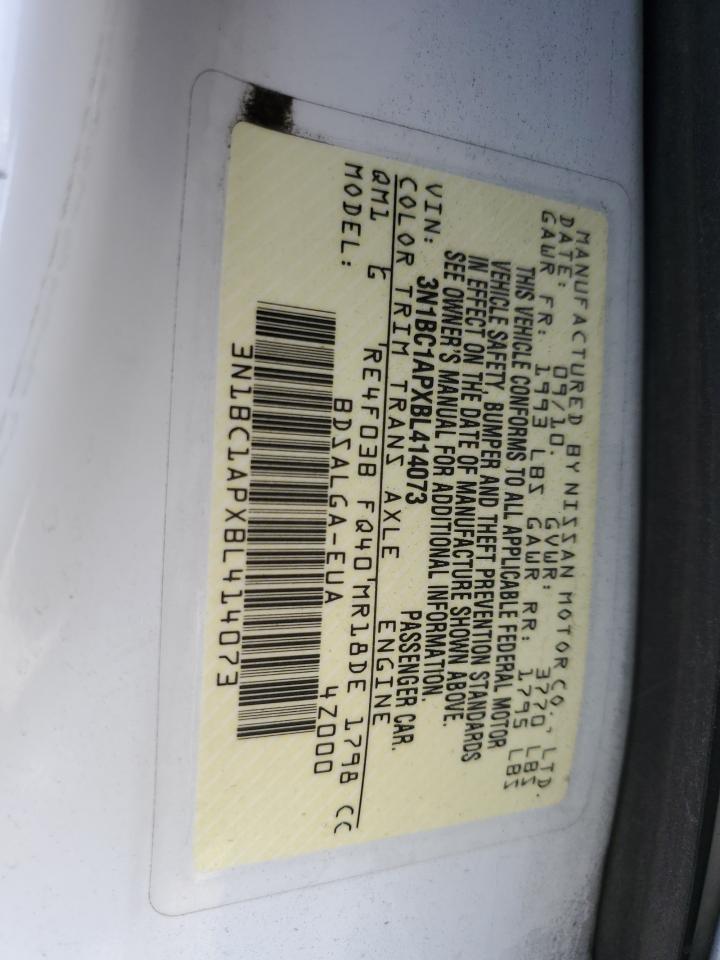 MANUFACTURED BY NISSAN MOTOR CO., LTD.
DATE: 09/10. GVWR: 3770 LBS
GAWR FR: 1993 LBS GAWR RR: 1795 LBS
THIS VEHICLE CONFORMS TO ALL APPLICABLE FEDERAL MOTOR
VEHICLE SAFETY, BUMPER AND THEFT PREVENTION STANDARDS
IN EFFECT ON THE DATE OF MANUFACTURE SHOWN ABOVE.
SEE OWNER'S MANUAL FOR ADDITIONAL INFORMATION.
VIN: 3N1BC1APXBL414073 PASSENGER CAR.
COLOR TRIM TRANS AXLE ENGINE
QM1 G RE4F03B FQ40 MR18DE 1798 CC
MODEL: BDSALGA-EUA 4Z000
3N1BC1APXBL414073